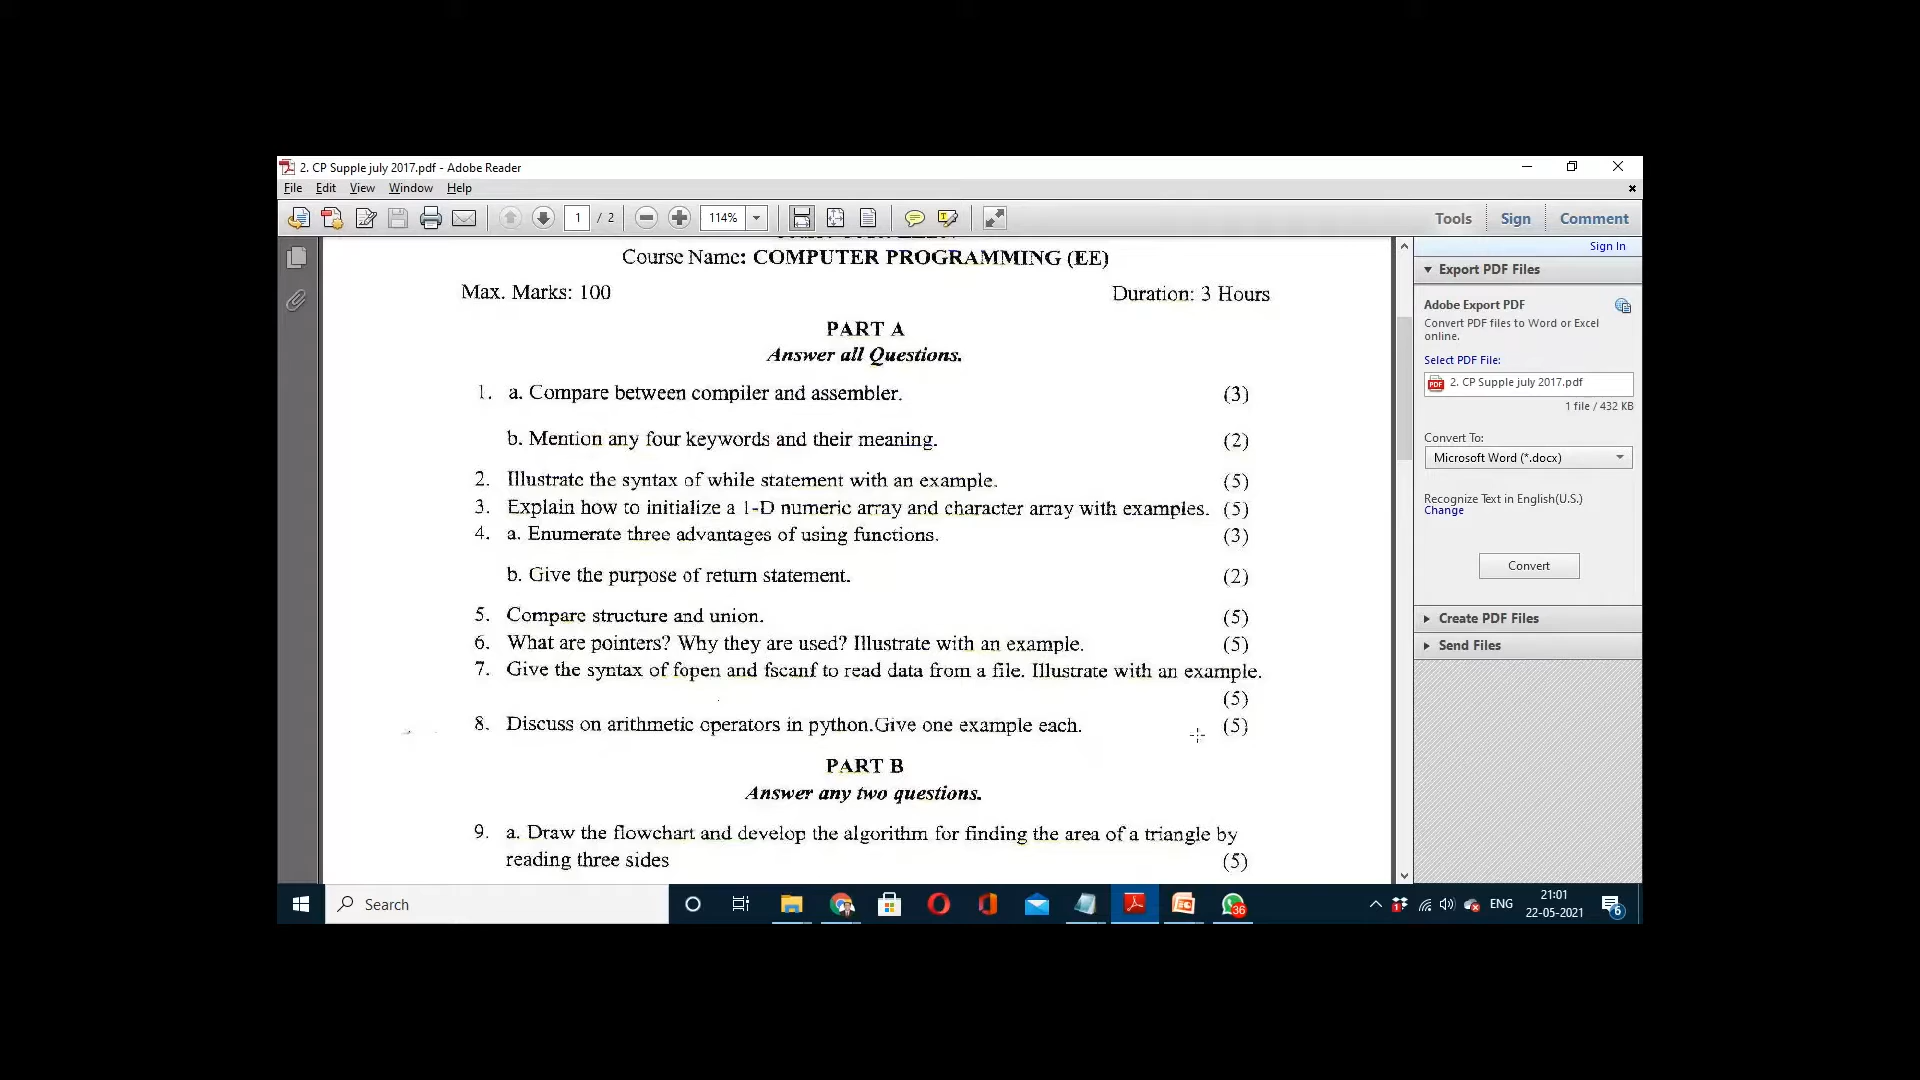 2. CP Supple july 2017.pdf - Adobe Reader
File Edit View Window Help
1 / 2 114% Tools Sign Comment
Sign In
Export PDF Files
Adobe Export PDF
Convert PDF files to Word or Excel
online.
Select PDF File:
2. CP Supple july 2017.pdf
1 file / 432 KB
Convert To:
Microsoft Word (*.docx)
Recognize Text in English(U.S.)
Change
Convert
Create PDF Files
Send Files
Course Name: COMPUTER PROGRAMMING (EE)
Max. Marks: 100 Duration: 3 Hours
PART A
Answer all Questions.
1. a. Compare between compiler and assembler. (3)
b. Mention any four keywords and their meaning. (2)
2. Illustrate the syntax of while statement with an example. (5)
3. Explain how to initialize a 1-D numeric array and character array with examples. (5)
4. a. Enumerate three advantages of using functions. (3)
b. Give the purpose of return statement. (2)
5. Compare structure and union. (5)
6. What are pointers? Why they are used? Illustrate with an example. (5)
7. Give the syntax of fopen and fscanf to read data from a file. Illustrate with an example.
(5)
8. Discuss on arithmetic operators in python.Give one example each. (5)
PART B
Answer any two questions.
9. a. Draw the flowchart and develop the algorithm for finding the area of a triangle by
reading three sides (5)
Search
36
ENG
21:01
22-05-2021
6